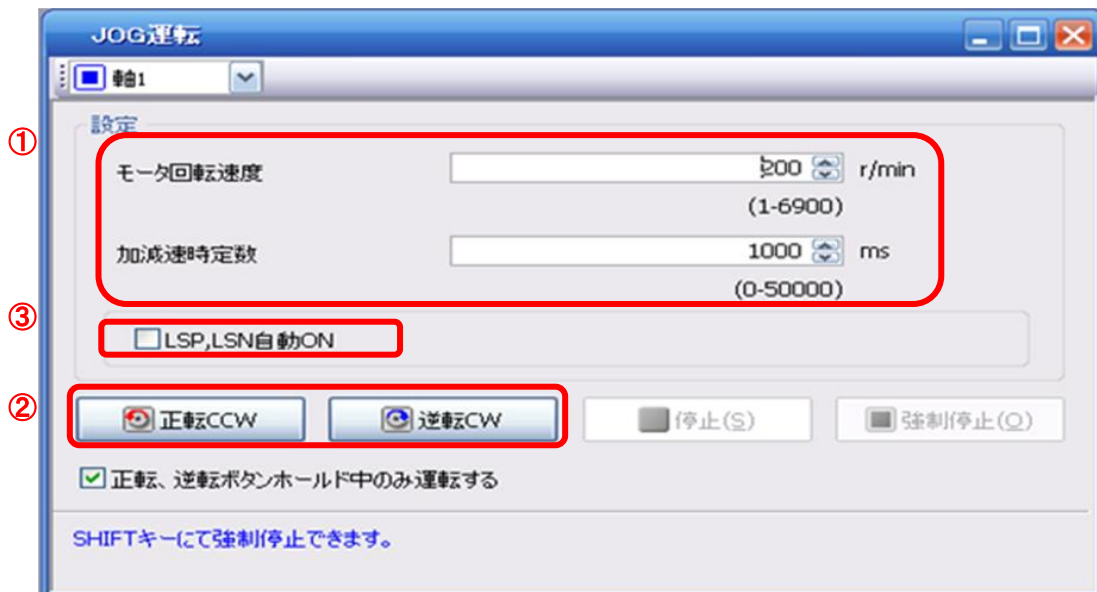 JOG運転
軸1
設定
①
モータ回転速度 200 r/min
(1-6900)
加減速時定数 1000 ms
(0-50000)
③
LSP,LSN自動ON
②
正転CCW 逆転CW 停止(S) 強制停止(O)
正転、逆転ボタンホールド中のみ運転する
SHIFTキーにて強制停止できます。